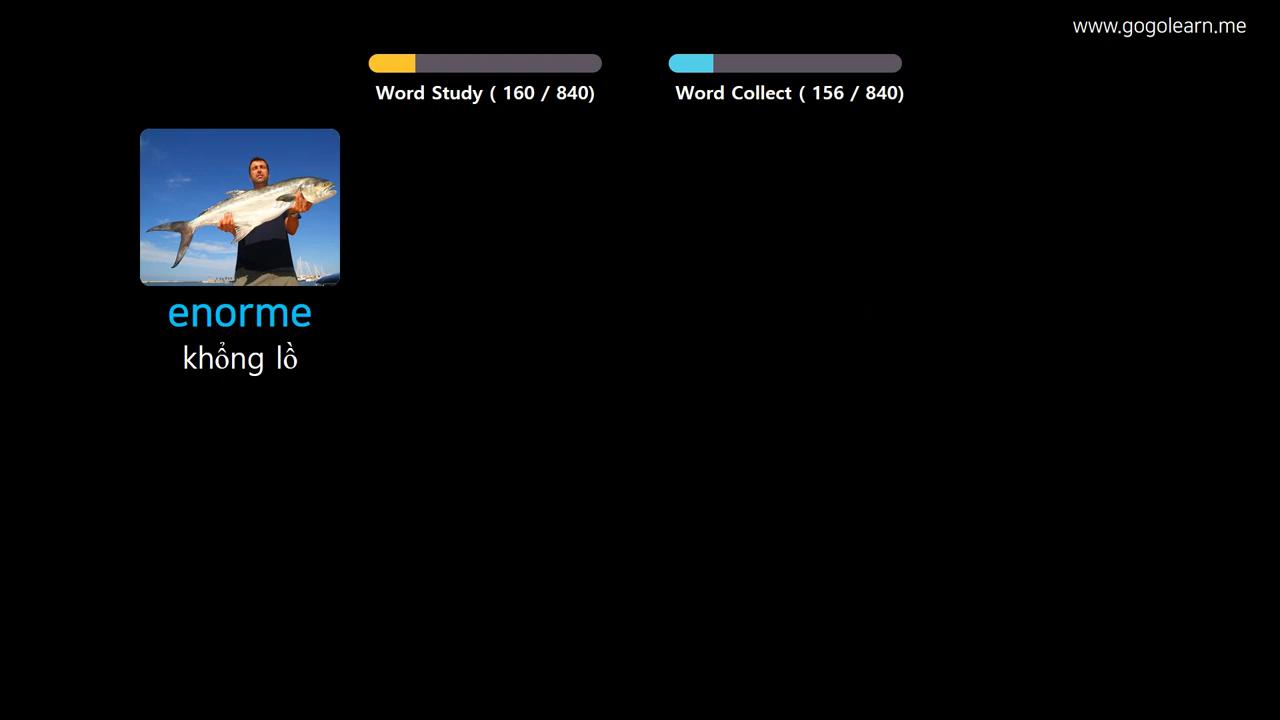 www.gogolearn.me
Word Study ( 160 / 840)
Word Collect ( 156 / 840)
enorme
khổng lồ